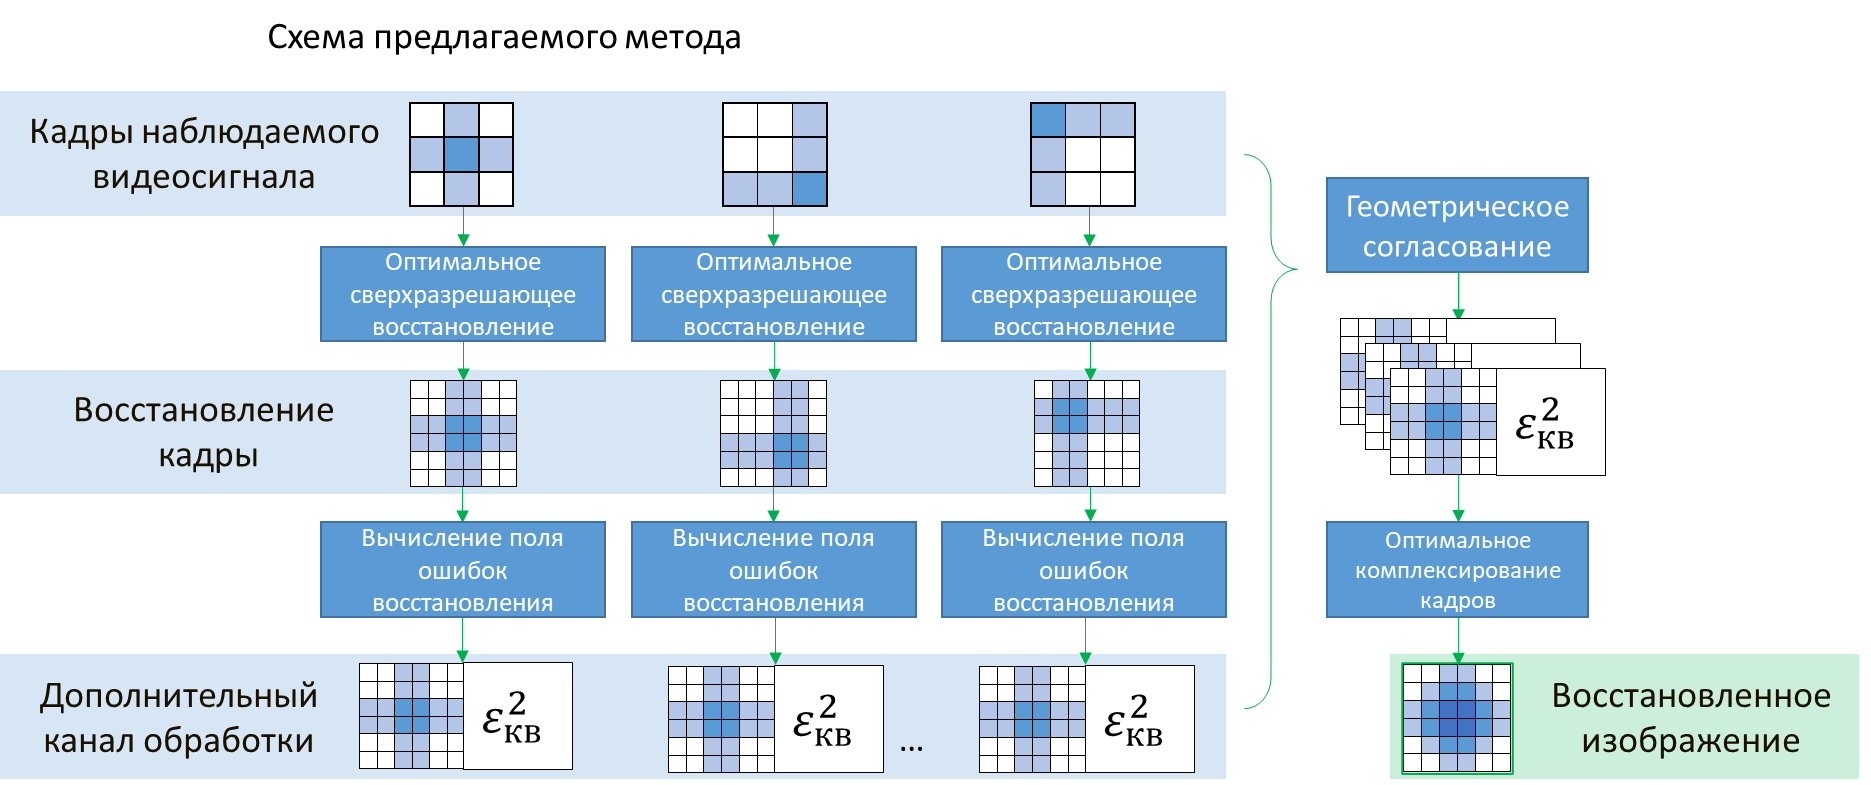 Схема предлагаемого метода
Кадры наблюдаемого
видеосигнала
Оптимальное
сверхразрешающее
восстановление
Оптимальное
сверхразрешающее
восстановление
Оптимальное
сверхразрешающее
восстановление
Восстановление
кадры
Вычисление поля
ошибок
восстановления
Вычисление поля
ошибок
восстановления
Вычисление поля
ошибок
восстановления
Дополнительный
канал обработки
ε²кв
ε²кв
...
ε²кв
Геометрическое
согласование
ε²кв
Оптимальное
комплексирование
кадров
Восстановленное
изображение